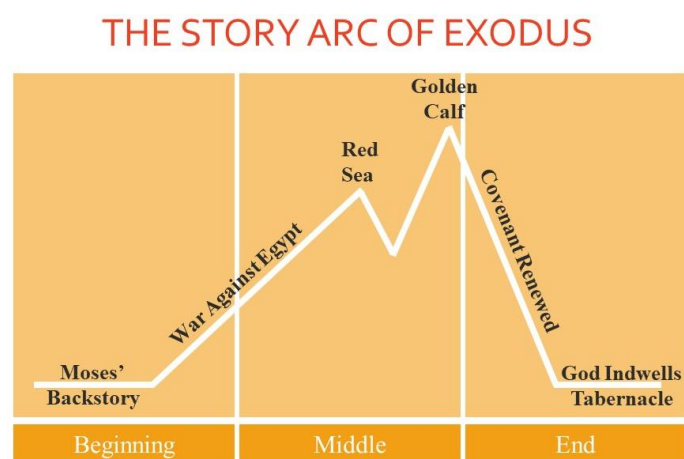 THE STORY ARC OF EXODUS
Golden
Calf
Red
Sea
War Against Egypt
Covenant Renewed
Moses’
Backstory
God Indwells
Tabernacle
Beginning
Middle
End